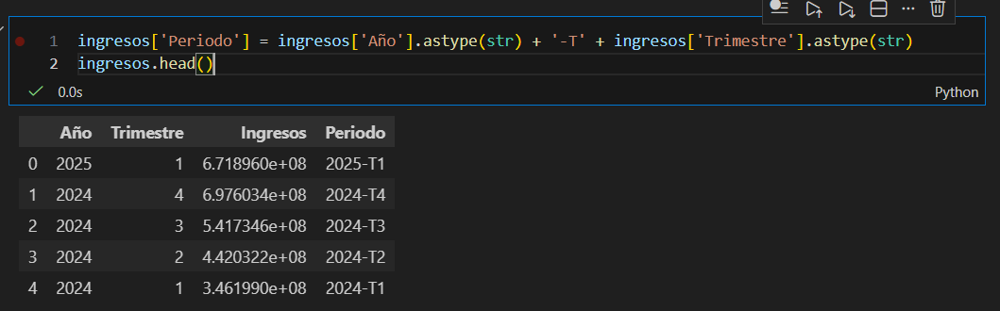 1 ingresos['Periodo'] = ingresos['Año'].astype(str) + '-T' + ingresos['Trimestre'].astype(str)
2 ingresos.head()
0.0s Python
Año Trimestre Ingresos Periodo
0 2025 1 6.718960e+08 2025-T1
1 2024 4 6.976034e+08 2024-T4
2 2024 3 5.417346e+08 2024-T3
3 2024 2 4.420322e+08 2024-T2
4 2024 1 3.461990e+08 2024-T1